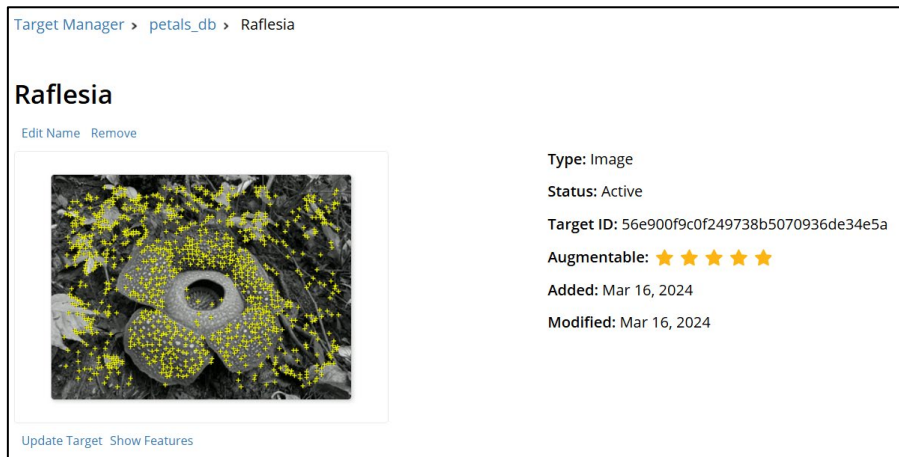 Target Manager > petals_db > Raflesia
Raflesia
Edit Name Remove
Type: Image
Status: Active
Target ID: 56e900f9c0f249738b5070936de34e5a
Augmentable:
Added: Mar 16, 2024
Modified: Mar 16, 2024
Update Target Show Features